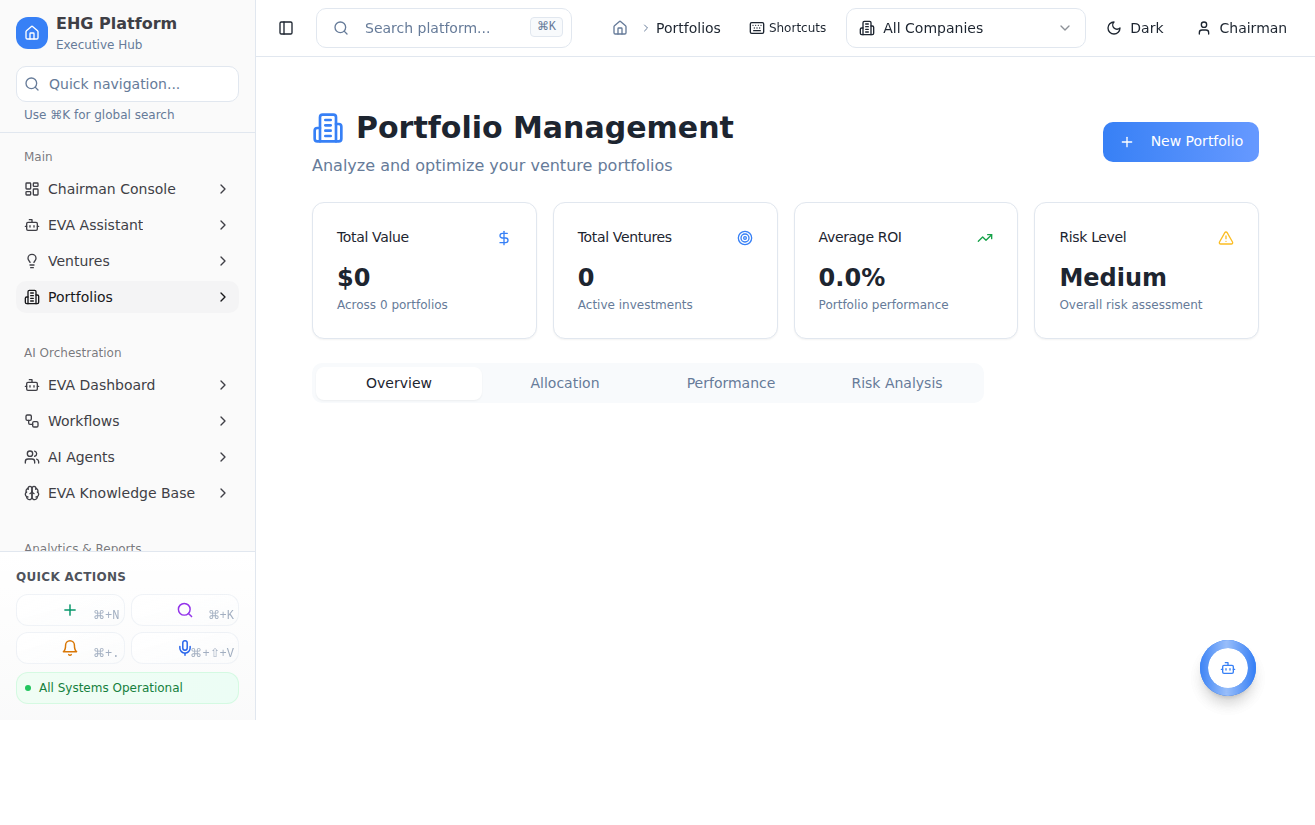 EHG Platform
Executive Hub
Quick navigation...
Use ⌘K for global search
Main
Chairman Console
EVA Assistant
Ventures
Portfolios
AI Orchestration
EVA Dashboard
Workflows
AI Agents
EVA Knowledge Base
Analytics & Reports
QUICK ACTIONS
⌘+N
⌘+K
⌘+.
⌘+⇧+V
All Systems Operational
Search platform...
⌘K
Portfolios
Shortcuts
All Companies
Dark
Chairman
Portfolio Management
Analyze and optimize your venture portfolios
New Portfolio
Total Value
$0
Across 0 portfolios
Total Ventures
0
Active investments
Average ROI
0.0%
Portfolio performance
Risk Level
Medium
Overall risk assessment
Overview
Allocation
Performance
Risk Analysis